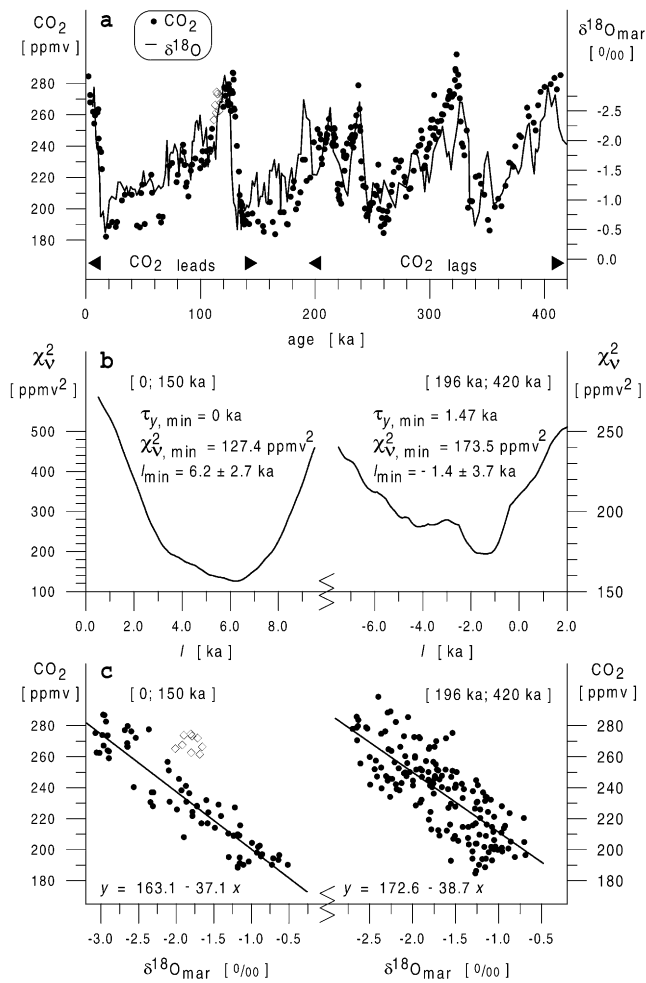 a
CO2
[ ppmv ]
● CO2
— δ18O
δ18Omar
[ 0/00 ]
280
260
240
220
200
180
-2.5
-2.0
-1.5
-1.0
-0.5
0.0
CO2 leads
CO2 lags
0
100
200
300
400
age [ ka ]
b
χ2ν
[ ppmv2 ]
χ2ν
[ ppmv2 ]
[ 0; 150 ka ]
[ 196 ka; 420 ka ]
τy, min = 0 ka
χ2ν, min = 127.4 ppmv2
lmin = 6.2 ± 2.7 ka
τy, min = 1.47 ka
χ2ν, min = 173.5 ppmv2
lmin = - 1.4 ± 3.7 ka
500
400
300
200
100
250
200
150
0.0
2.0
4.0
6.0
8.0
-6.0
-4.0
-2.0
0.0
2.0
l [ ka ]
l [ ka ]
c
CO2
[ ppmv ]
CO2
[ ppmv ]
[ 0; 150 ka ]
[ 196 ka; 420 ka ]
280
260
240
220
200
180
280
260
240
220
200
180
y = 163.1 - 37.1 x
y = 172.6 - 38.7 x
-3.0
-2.5
-2.0
-1.5
-1.0
-0.5
-2.5
-2.0
-1.5
-1.0
-0.5
δ18Omar [ 0/00 ]
δ18Omar [ 0/00 ]